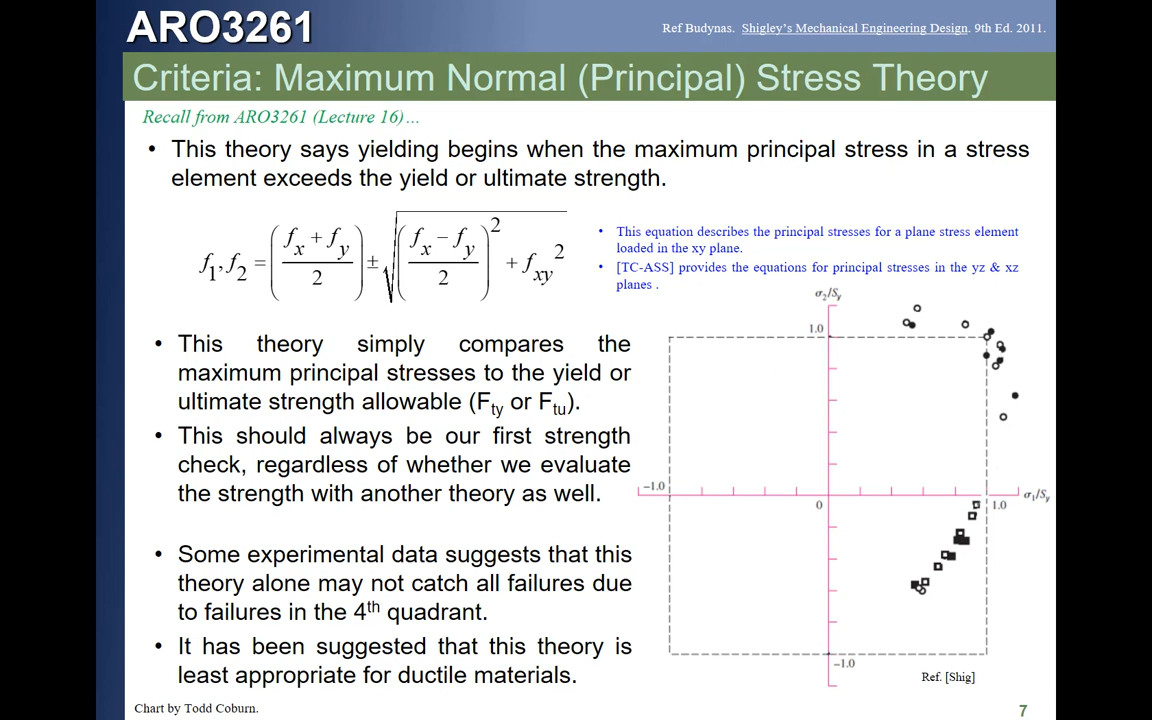 ARO3261
Ref Budynas. Shigley's Mechanical Engineering Design. 9th Ed. 2011.
Criteria: Maximum Normal (Principal) Stress Theory
Recall from ARO3261 (Lecture 16)…
• This theory says yielding begins when the maximum principal stress in a stress
element exceeds the yield or ultimate strength.
f₁, f₂ = ( (fₓ + f_y) / 2 ) ± √( ( (fₓ − f_y) / 2 )² + f_xy² )
• This equation describes the principal stresses for a plane stress element
loaded in the xy plane.
• [TC-ASS] provides the equations for principal stresses in the yz & xz
planes .
• This theory simply compares the
maximum principal stresses to the yield or
ultimate strength allowable (F_ty or F_tu).
• This should always be our first strength
check, regardless of whether we evaluate
the strength with another theory as well.
• Some experimental data suggests that this
theory alone may not catch all failures due
to failures in the 4th quadrant.
• It has been suggested that this theory is
least appropriate for ductile materials.
σ₂/S_y
1.0
−1.0
0
1.0
σ₁/S_y
−1.0
Ref. [Shig]
Chart by Todd Coburn.
7